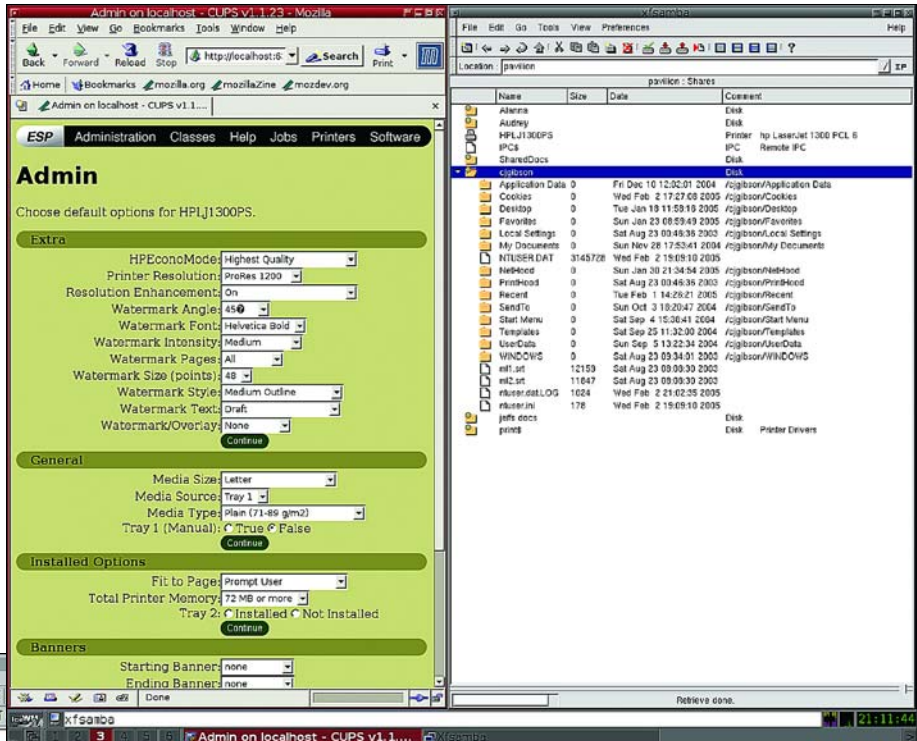 Admin on localhost - CUPS v1.1.23 - Mozilla
File Edit View Go Bookmarks Tools Window Help
Back Forward Reload Stop http://localhost:6 Search Print
Home Bookmarks mozilla.org mozillaZine mozdev.org
Admin on localhost - CUPS v1.1....
ESP Administration Classes Help Jobs Printers Software
Admin
Choose default options for HPLJ1300PS.
Extra
HPEconoMode: Highest Quality
Printer Resolution: ProRes 1200
Resolution Enhancement: On
Watermark Angle: 45
Watermark Font: Helvetica Bold
Watermark Intensity: Medium
Watermark Pages: All
Watermark Size (points): 48
Watermark Style: Medium Outline
Watermark Text: Draft
Watermark/Overlay: None
Continue
General
Media Size: Letter
Media Source: Tray 1
Media Type: Plain (71-89 g/m2)
Tray 1 (Manual): True False
Continue
Installed Options
Fit to Page: Prompt User
Total Printer Memory: 72 MB or more
Tray 2: Installed Not Installed
Continue
Banners
Starting Banner: none
Ending Banner: none
Done
xfsamba
File Edit Go Tools View Preferences Help
Location: pavilion
pavilion : Shares
Name Size Date Comment
Alanna Disk
Audrey Disk
HPLJ1300PS Printer hp LaserJet 1300 PCL 6
IPC$ IPC Remote IPC
SharedDocs Disk
cjgibson Disk
Application Data 0 Fri Dec 10 12:02:01 2004 /cjgibson/Application Data
Cookies 0 Wed Feb 2 17:27:08 2005 /cjgibson/Cookies
Desktop 0 Tue Jan 18 11:59:16 2005 /cjgibson/Desktop
Favorites 0 Sun Jan 23 08:59:49 2005 /cjgibson/Favorites
Local Settings 0 Sat Aug 23 00:46:36 2003 /cjgibson/Local Settings
My Documents 0 Sun Nov 28 17:53:41 2004 /cjgibson/My Documents
NTUSER.DAT 3145728 Wed Feb 2 19:09:10 2005
NetHood 0 Sun Jan 30 21:34:54 2005 /cjgibson/NetHood
PrintHood 0 Sat Aug 23 00:46:36 2003 /cjgibson/PrintHood
Recent 0 Tue Feb 1 14:26:21 2005 /cjgibson/Recent
SendTo 0 Sun Oct 3 18:20:47 2004 /cjgibson/SendTo
Start Menu 0 Sat Sep 4 15:38:41 2004 /cjgibson/Start Menu
Templates 0 Sat Sep 25 11:32:00 2004 /cjgibson/Templates
UserData 0 Sun Sep 5 13:22:34 2004 /cjgibson/UserData
WINDOWS 0 Sat Aug 23 09:34:01 2003 /cjgibson/WINDOWS
ml1.srt 12159 Sat Aug 23 08:08:30 2003
ml2.srt 11847 Sat Aug 23 08:08:30 2003
ntuser.dat.LOG 1024 Wed Feb 2 21:02:35 2005
ntuser.ini 178 Wed Feb 2 19:09:10 2005
jeffs docs Disk
print$ Disk Printer Drivers
Retrieve done.
xfsamba
21:11:44
1 2 3 4 5 6 Admin on localhost - CUPS v1.1.... Xfsamba